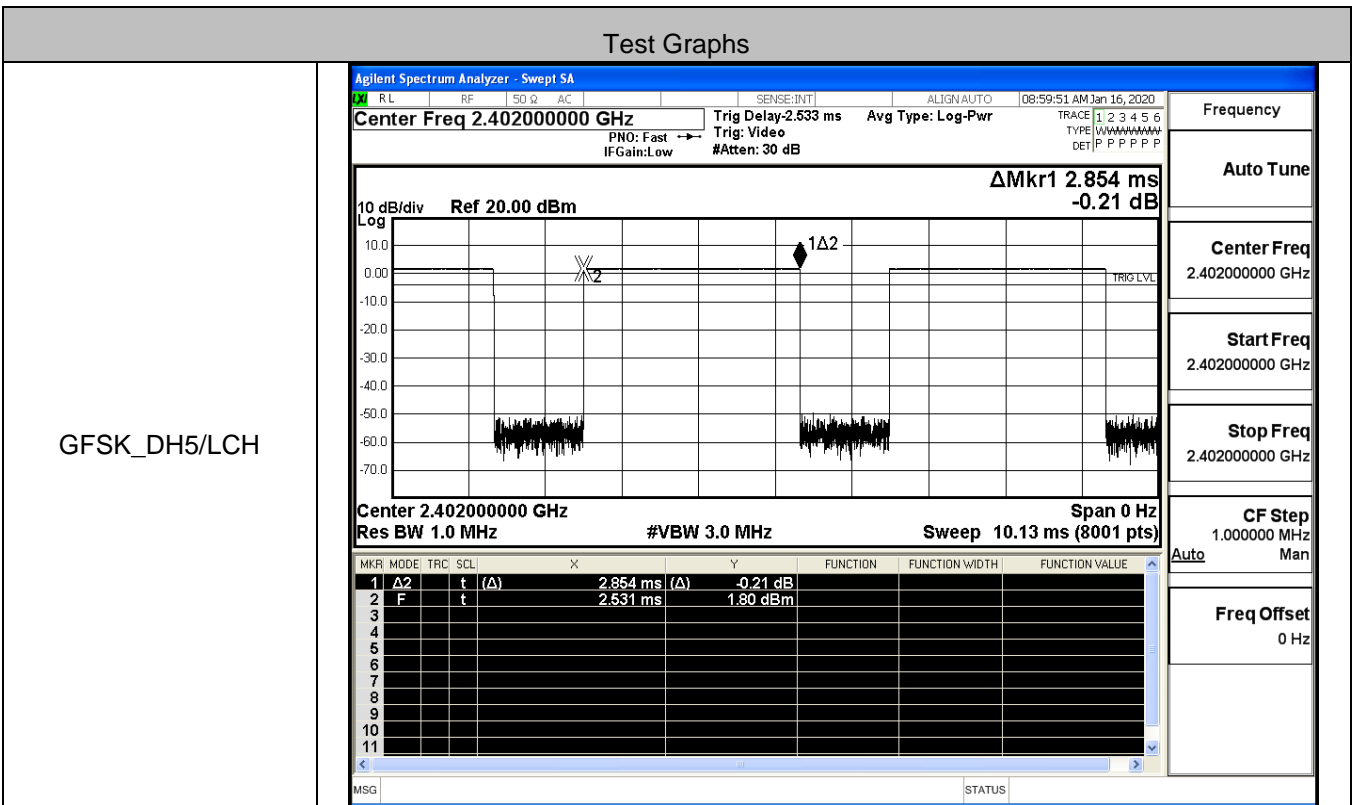 Test Graphs
GFSK_DH5/LCH
Agilent Spectrum Analyzer - Swept SA
LXI RL RF 50 Ω AC SENSE:INT ALIGN AUTO 08:59:51 AM Jan 16, 2020
Center Freq 2.402000000 GHz
PNO: Fast
IFGain:Low
Trig Delay-2.533 ms
Trig: Video
#Atten: 30 dB
Avg Type: Log-Pwr
TRACE 1 2 3 4 5 6
TYPE WWWWWW
DET P P P P P P
ΔMkr1 2.854 ms
-0.21 dB
10 dB/div Ref 20.00 dBm
Log
10.0
0.00
-10.0
-20.0
-30.0
-40.0
-50.0
-60.0
-70.0
2
1Δ2
TRIG LVL
Center 2.402000000 GHz Span 0 Hz
Res BW 1.0 MHz #VBW 3.0 MHz Sweep 10.13 ms (8001 pts)
MKR MODE TRC SCL X Y FUNCTION FUNCTION WIDTH FUNCTION VALUE
1 Δ2 t (Δ) 2.854 ms (Δ) -0.21 dB
2 F t 2.531 ms 1.80 dBm
3
4
5
6
7
8
9
10
11
MSG STATUS
Frequency
Auto Tune
Center Freq
2.402000000 GHz
Start Freq
2.402000000 GHz
Stop Freq
2.402000000 GHz
CF Step
1.000000 MHz
Auto Man
Freq Offset
0 Hz